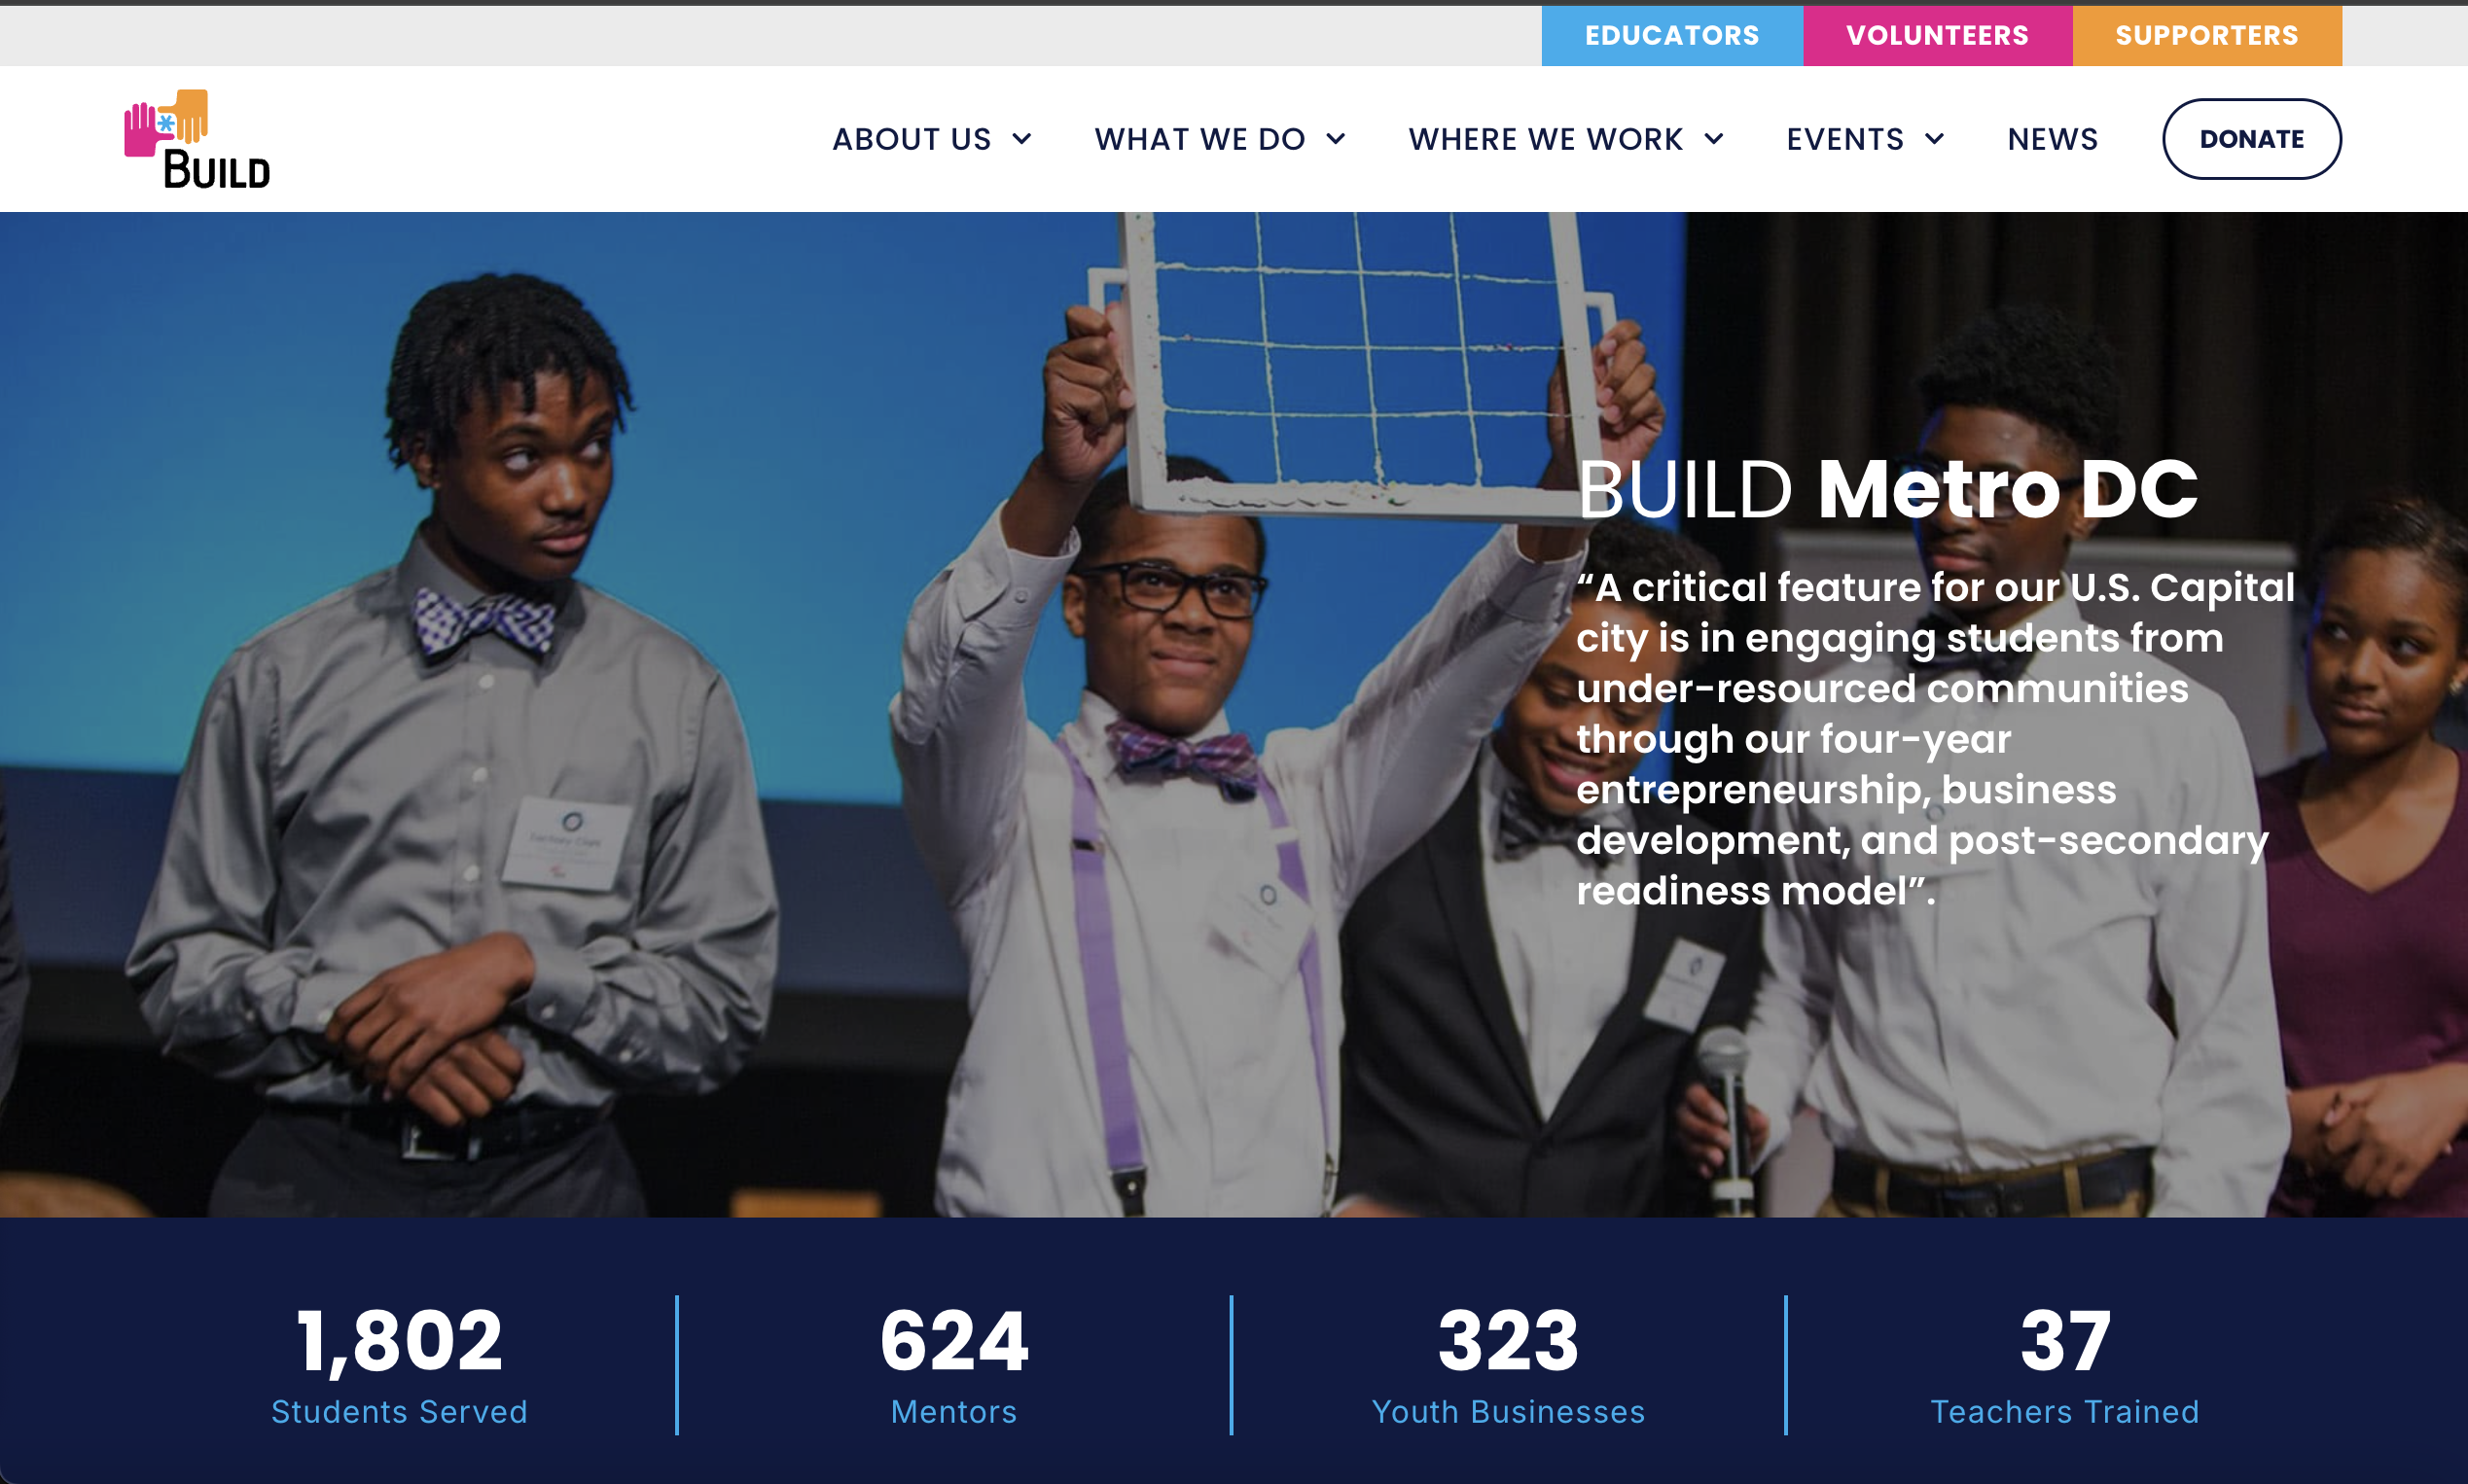 EDUCATORS
VOLUNTEERS
SUPPORTERS
BUILD
ABOUT US
WHAT WE DO
WHERE WE WORK
EVENTS
NEWS
DONATE
BUILD Metro DC
“A critical feature for our U.S. Capital
city is in engaging students from
under-resourced communities
through our four-year
entrepreneurship, business
development, and post-secondary
readiness model”.
1,802
Students Served
624
Mentors
323
Youth Businesses
37
Teachers Trained